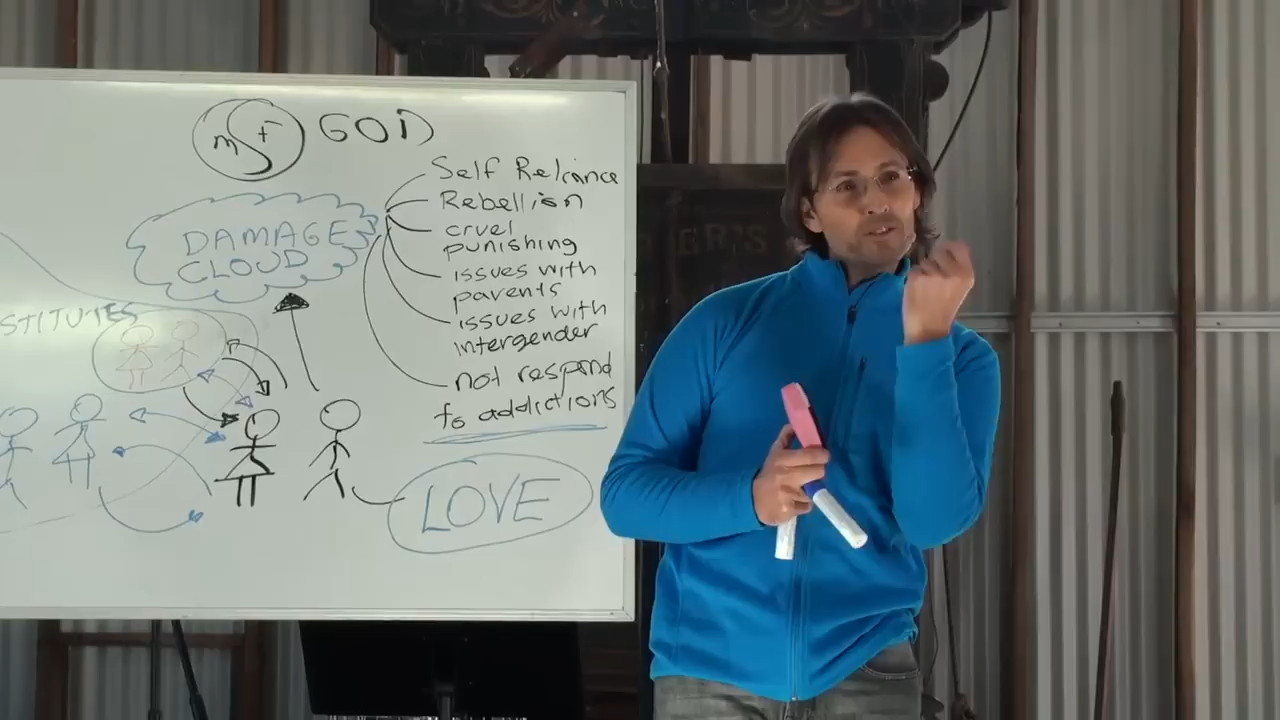 m f GOD
Self Reliance
Rebellion
DAMAGE
CLOUD
cruel
punishing
issues with
parents
issues with
intergender
not respond
to addictions
STITUTES
LOVE